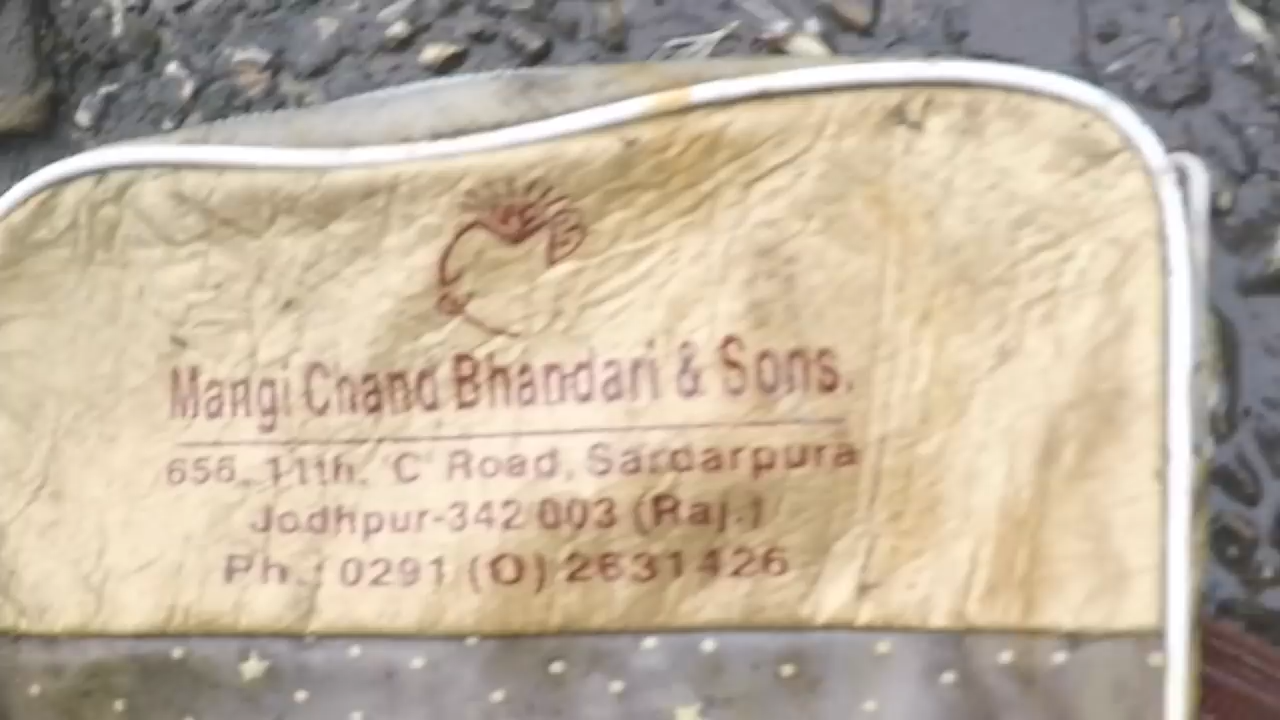 Mangi Chand Bhandari & Sons.
656, 11th, 'C' Road, Sardarpura
Jodhpur-342 003 (Raj.)
Ph.: 0291 (O) 2631426